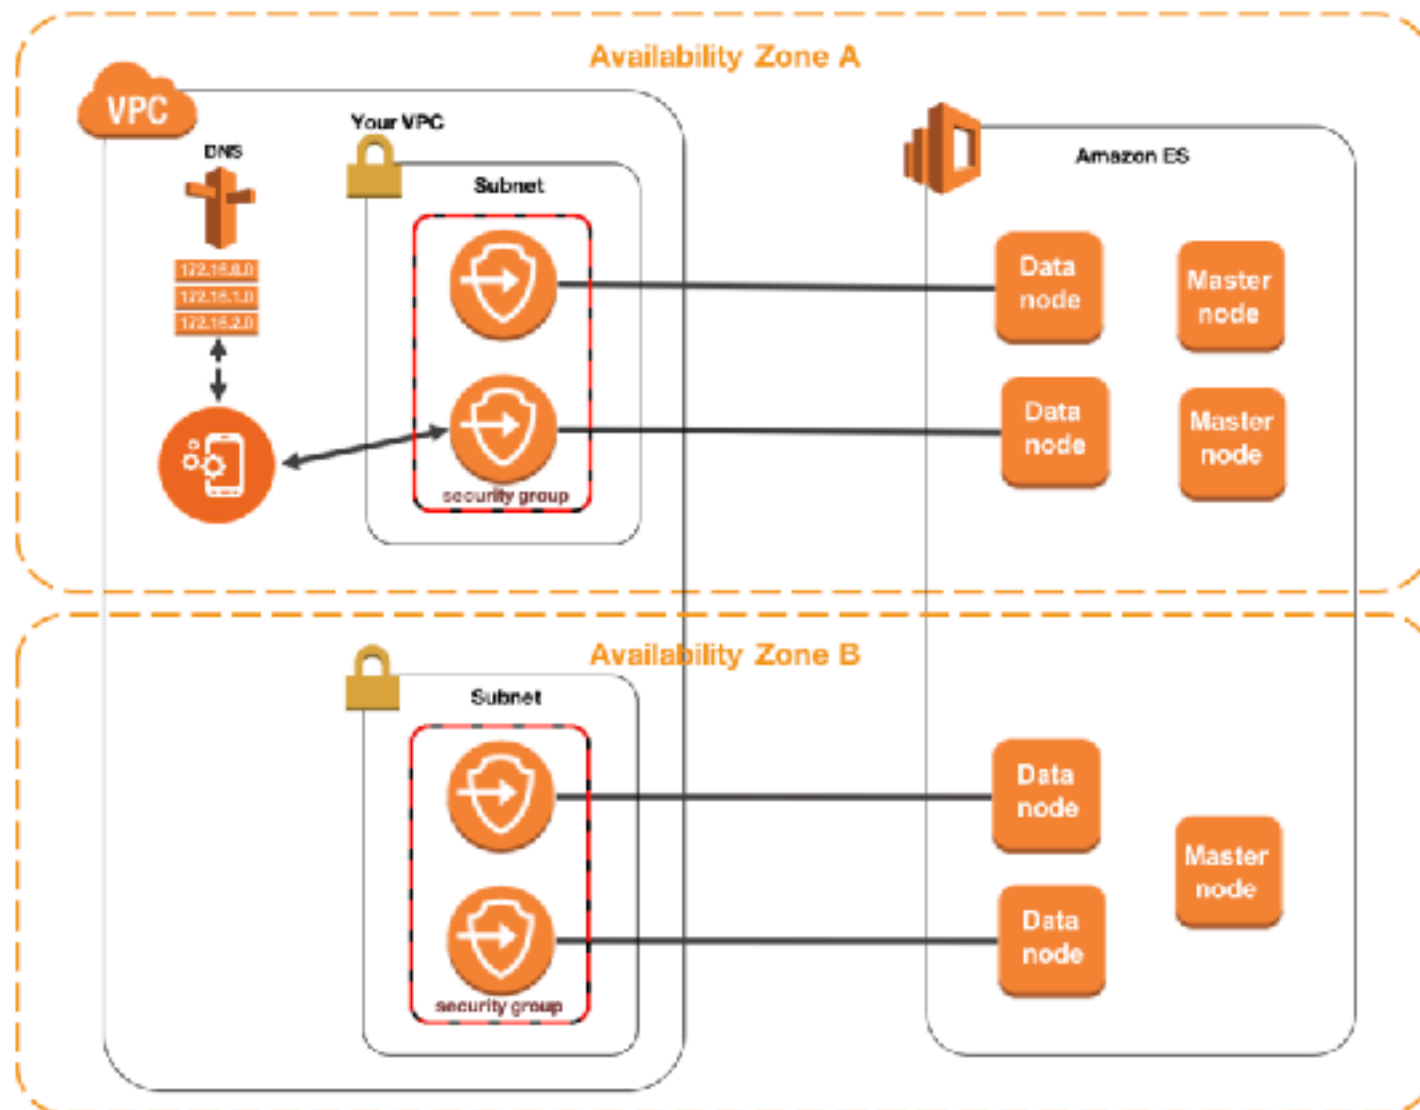 Availability Zone A
VPC
Your VPC
DNS
Subnet
Amazon ES
172.16.0.0
172.16.1.0
172.16.2.0
Data
node
Master
node
Data
node
Master
node
security group
Availability Zone B
Subnet
Data
node
Master
node
Data
node
security group